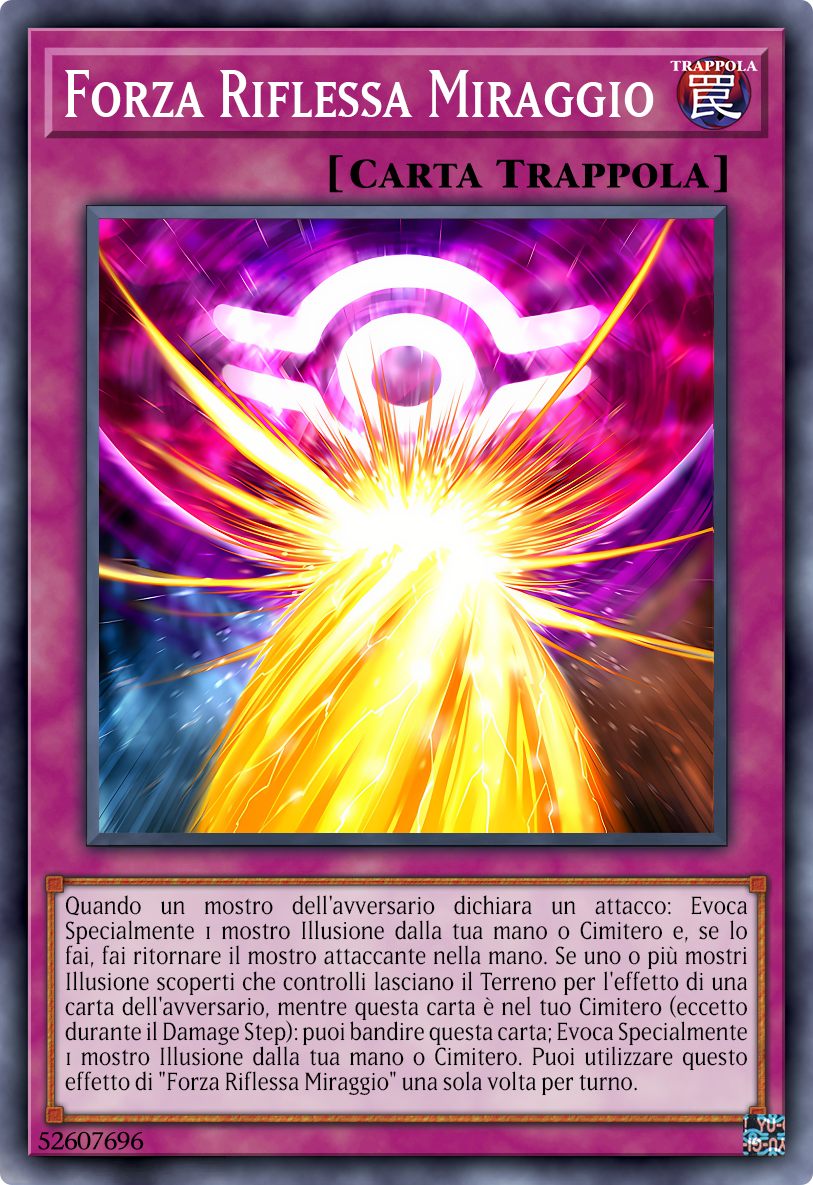 Forza Riflessa Miraggio
TRAPPOLA
罠
[Carta Trappola]
Quando un mostro dell'avversario dichiara un attacco: Evoca
Specialmente 1 mostro Illusione dalla tua mano o Cimitero e, se lo
fai, fai ritornare il mostro attaccante nella mano. Se uno o più mostri
Illusione scoperti che controlli lasciano il Terreno per l'effetto di una
carta dell'avversario, mentre questa carta è nel tuo Cimitero (eccetto
durante il Damage Step): puoi bandire questa carta; Evoca Specialmente
1 mostro Illusione dalla tua mano o Cimitero. Puoi utilizzare questo
effetto di "Forza Riflessa Miraggio" una sola volta per turno.
52607696